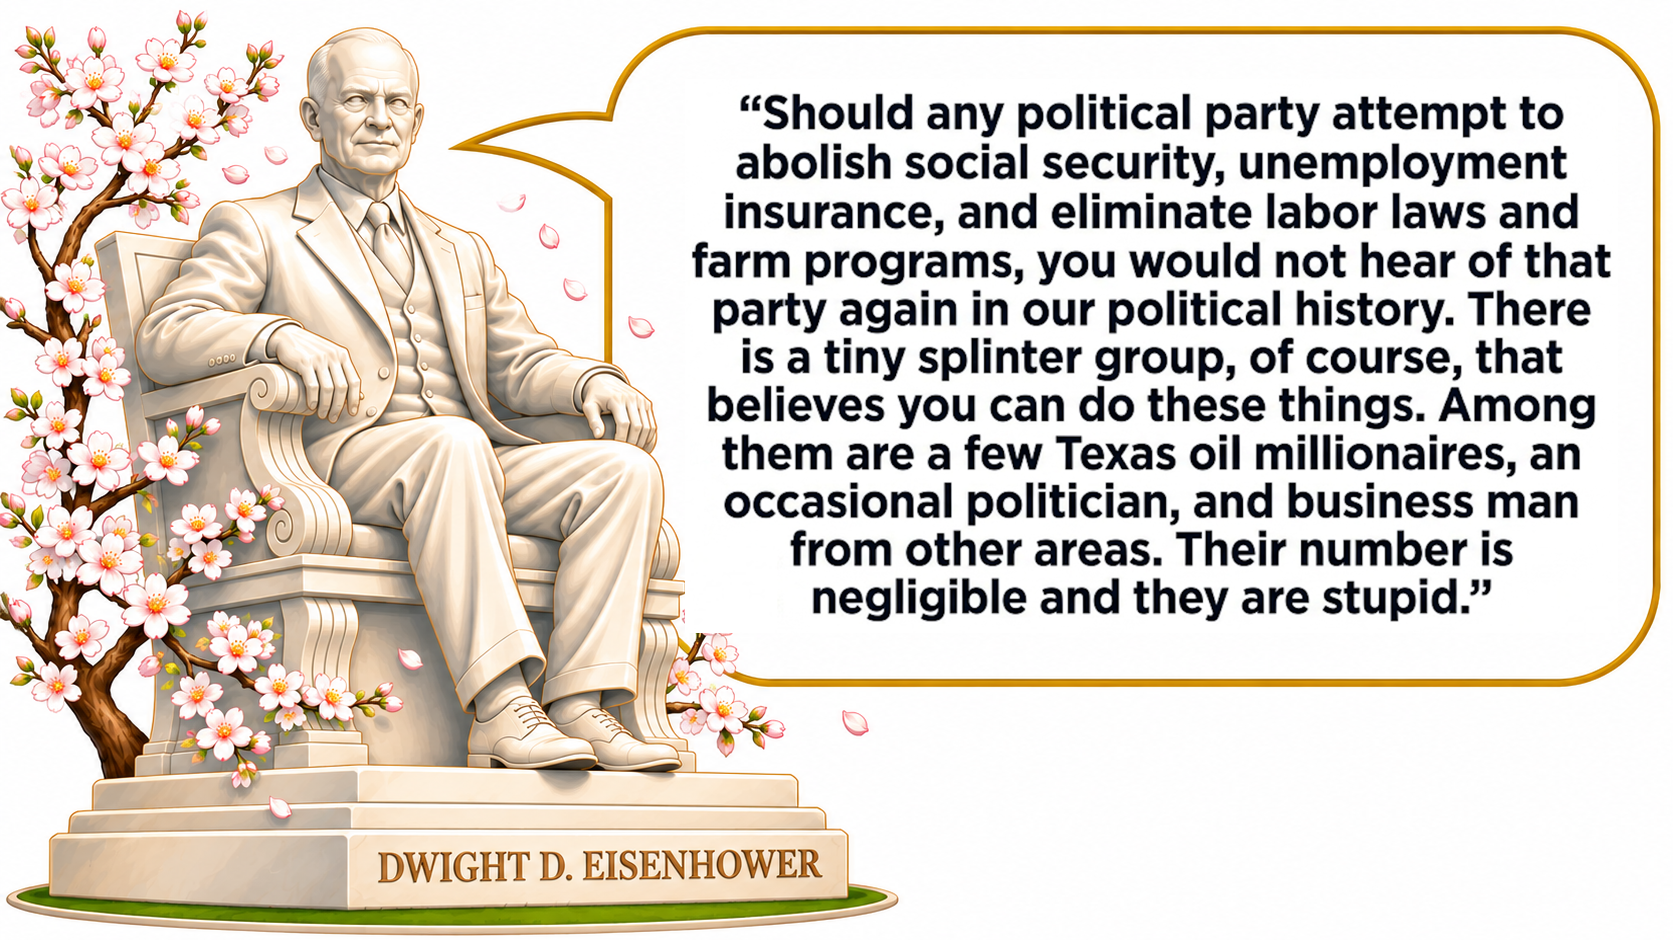 “Should any political party attempt to
abolish social security, unemployment
insurance, and eliminate labor laws and
farm programs, you would not hear of that
party again in our political history. There
is a tiny splinter group, of course, that
believes you can do these things. Among
them are a few Texas oil millionaires, an
occasional politician, and business man
from other areas. Their number is
negligible and they are stupid.”
DWIGHT D. EISENHOWER